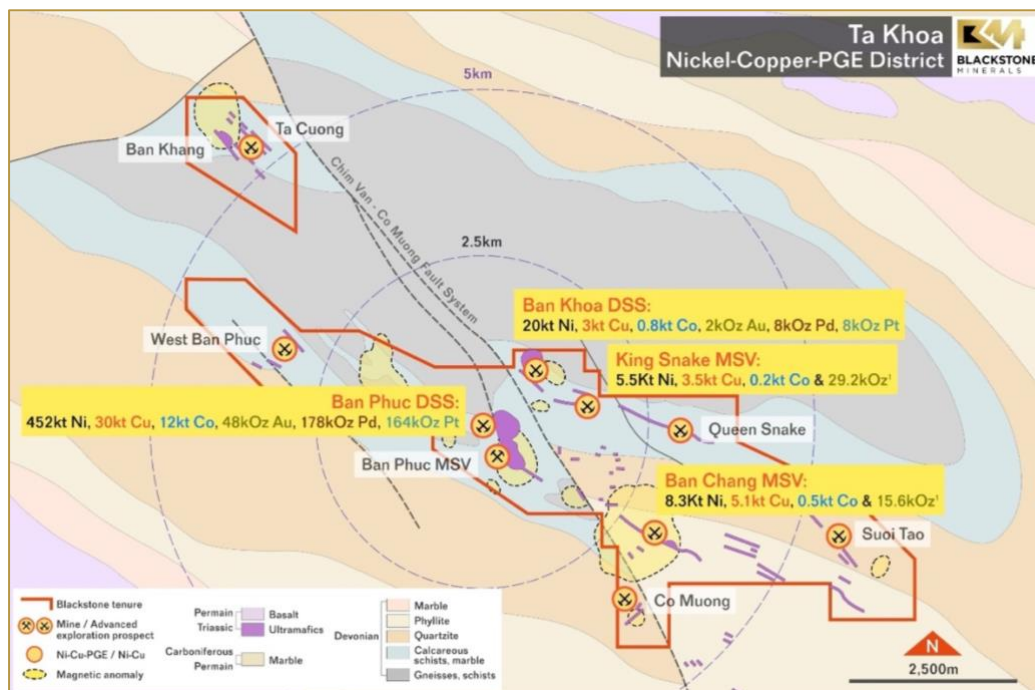 Ta Khoa
Nickel-Copper-PGE District
BLACKSTONE
MINERALS
5km
Ta Cuong
Ban Khang
Chim Van - Co Muong Fault System
2.5km
Ban Khoa DSS:
20kt Ni, 3kt Cu, 0.8kt Co, 2kOz Au, 8kOz Pd, 8kOz Pt
West Ban Phuc
King Snake MSV:
5.5Kt Ni, 3.5kt Cu, 0.2kt Co & 29.2kOz¹
Ban Phuc DSS:
452kt Ni, 30kt Cu, 12kt Co, 48kOz Au, 178kOz Pd, 164kOz Pt
Queen Snake
Ban Phuc MSV
Ban Chang MSV:
8.3Kt Ni, 5.1kt Cu, 0.5kt Co & 15.6kOz¹
Suoi Tao
Co Muong
Blackstone tenure
Mine / Advanced
exploration prospect
Ni-Cu-PGE / Ni-Cu
Magnetic anomaly
Permain
Triassic
Basalt
Ultramafics
Carboniferous
Permain
Marble
Devonian
Marble
Phyllite
Quartzite
Calcareous
schists, marble
Gneisses, schists
N
2,500m